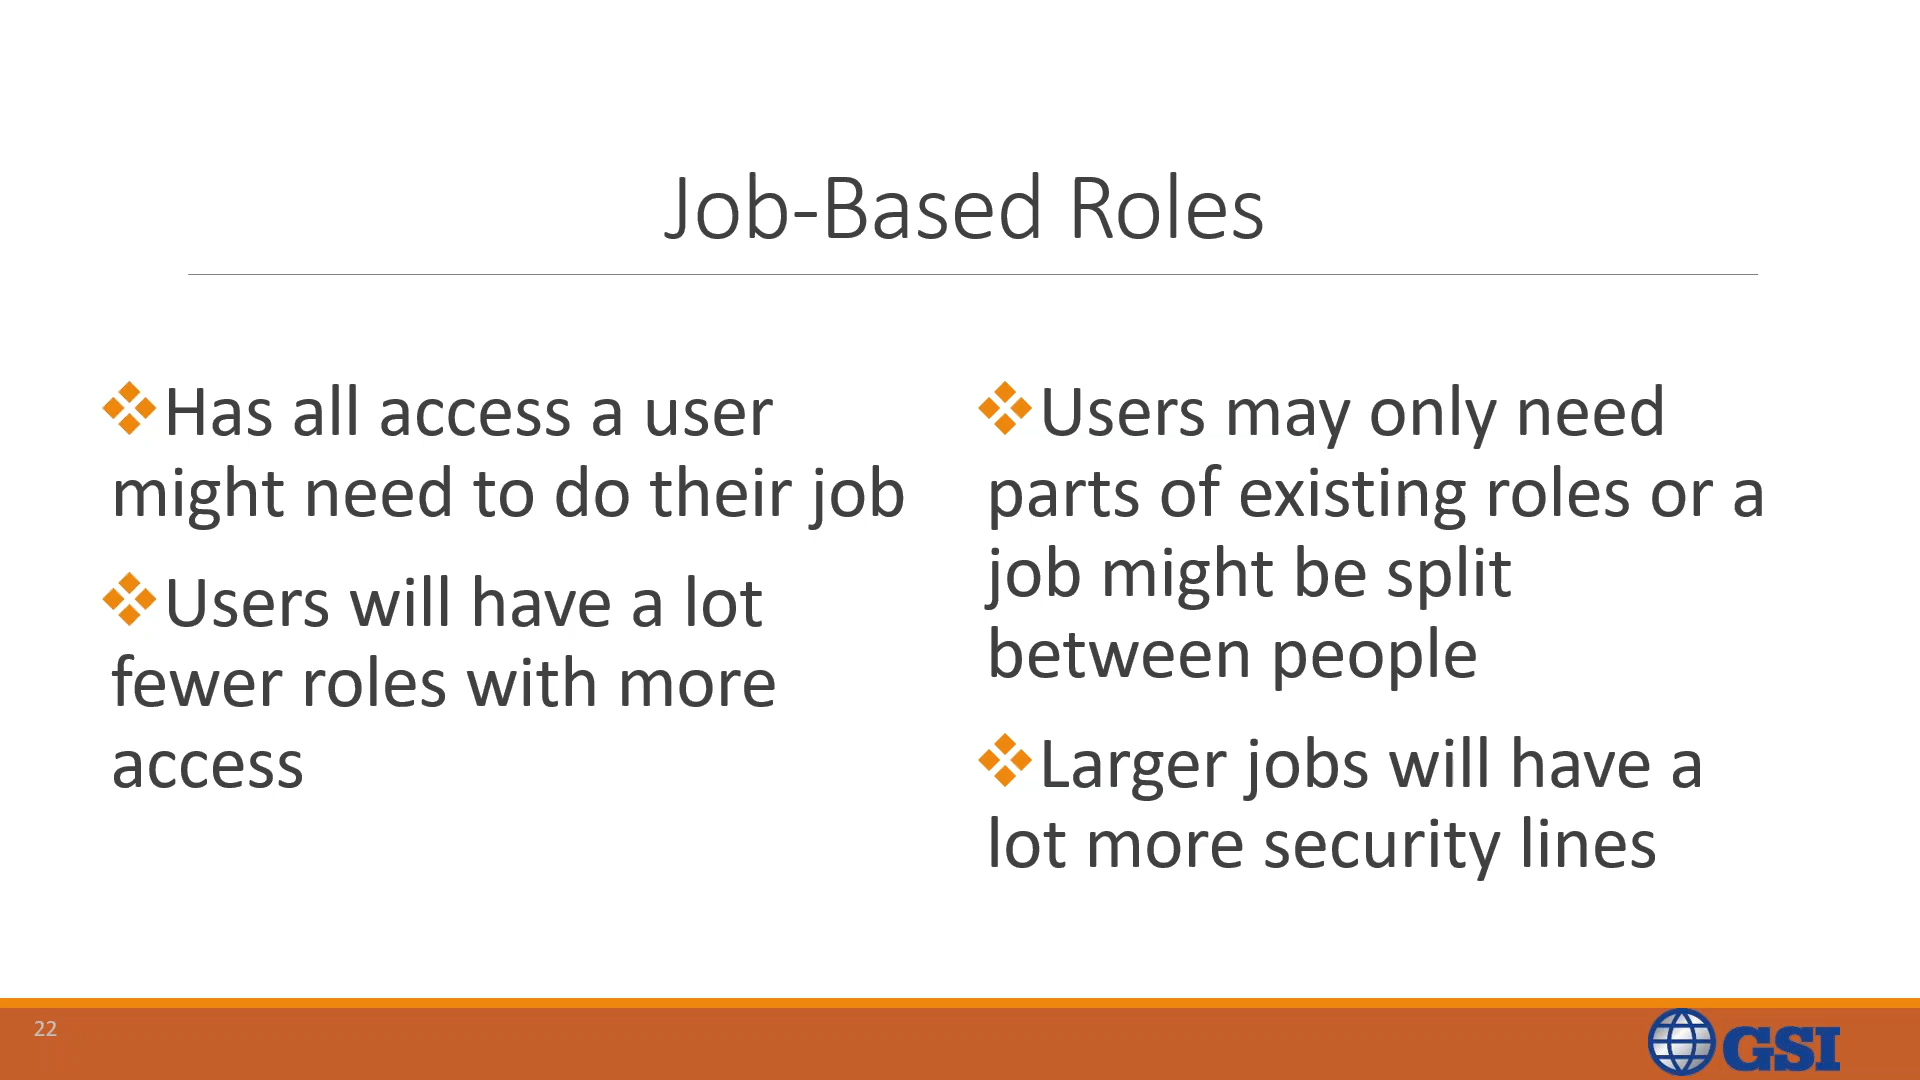 Job-Based Roles
❖Has all access a user
might need to do their job
❖Users will have a lot
fewer roles with more
access
❖Users may only need
parts of existing roles or a
job might be split
between people
❖Larger jobs will have a
lot more security lines
22
GSI